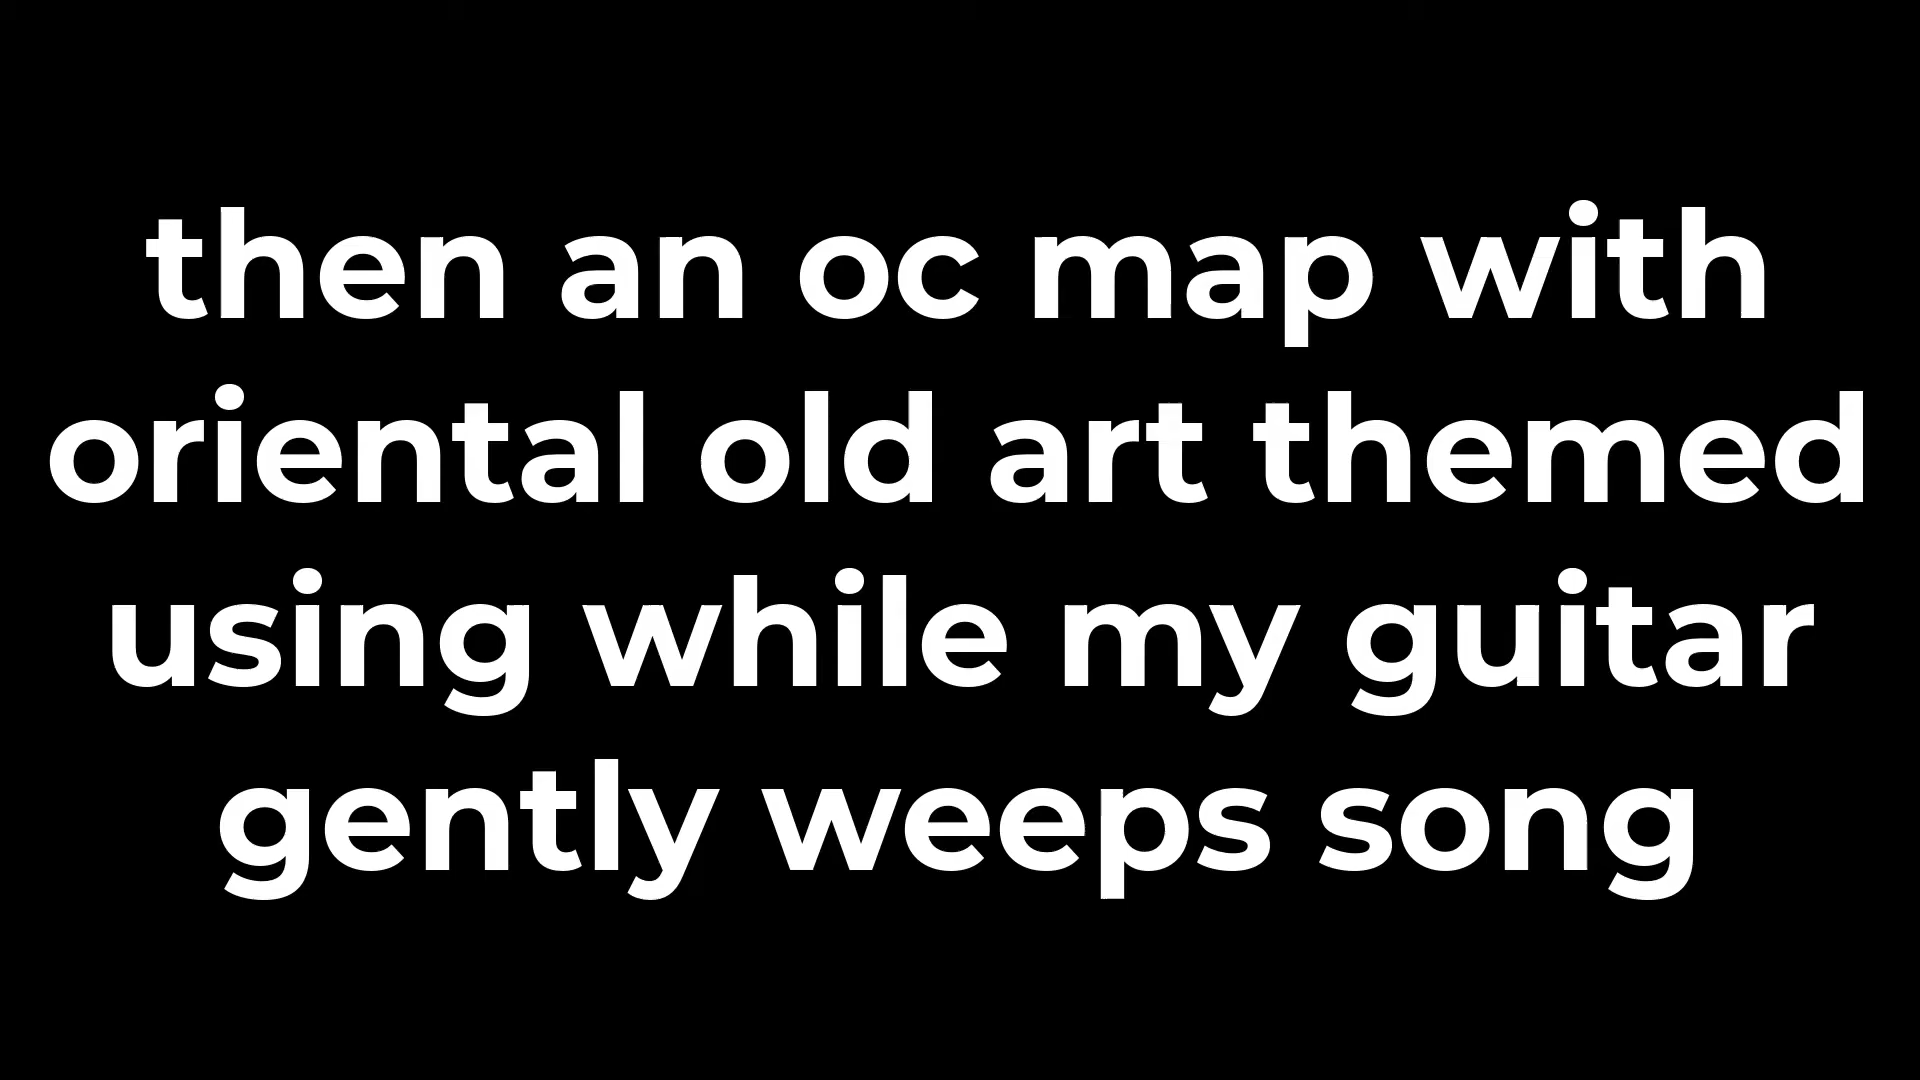 then an oc map with
oriental old art themed
using while my guitar
gently weeps song